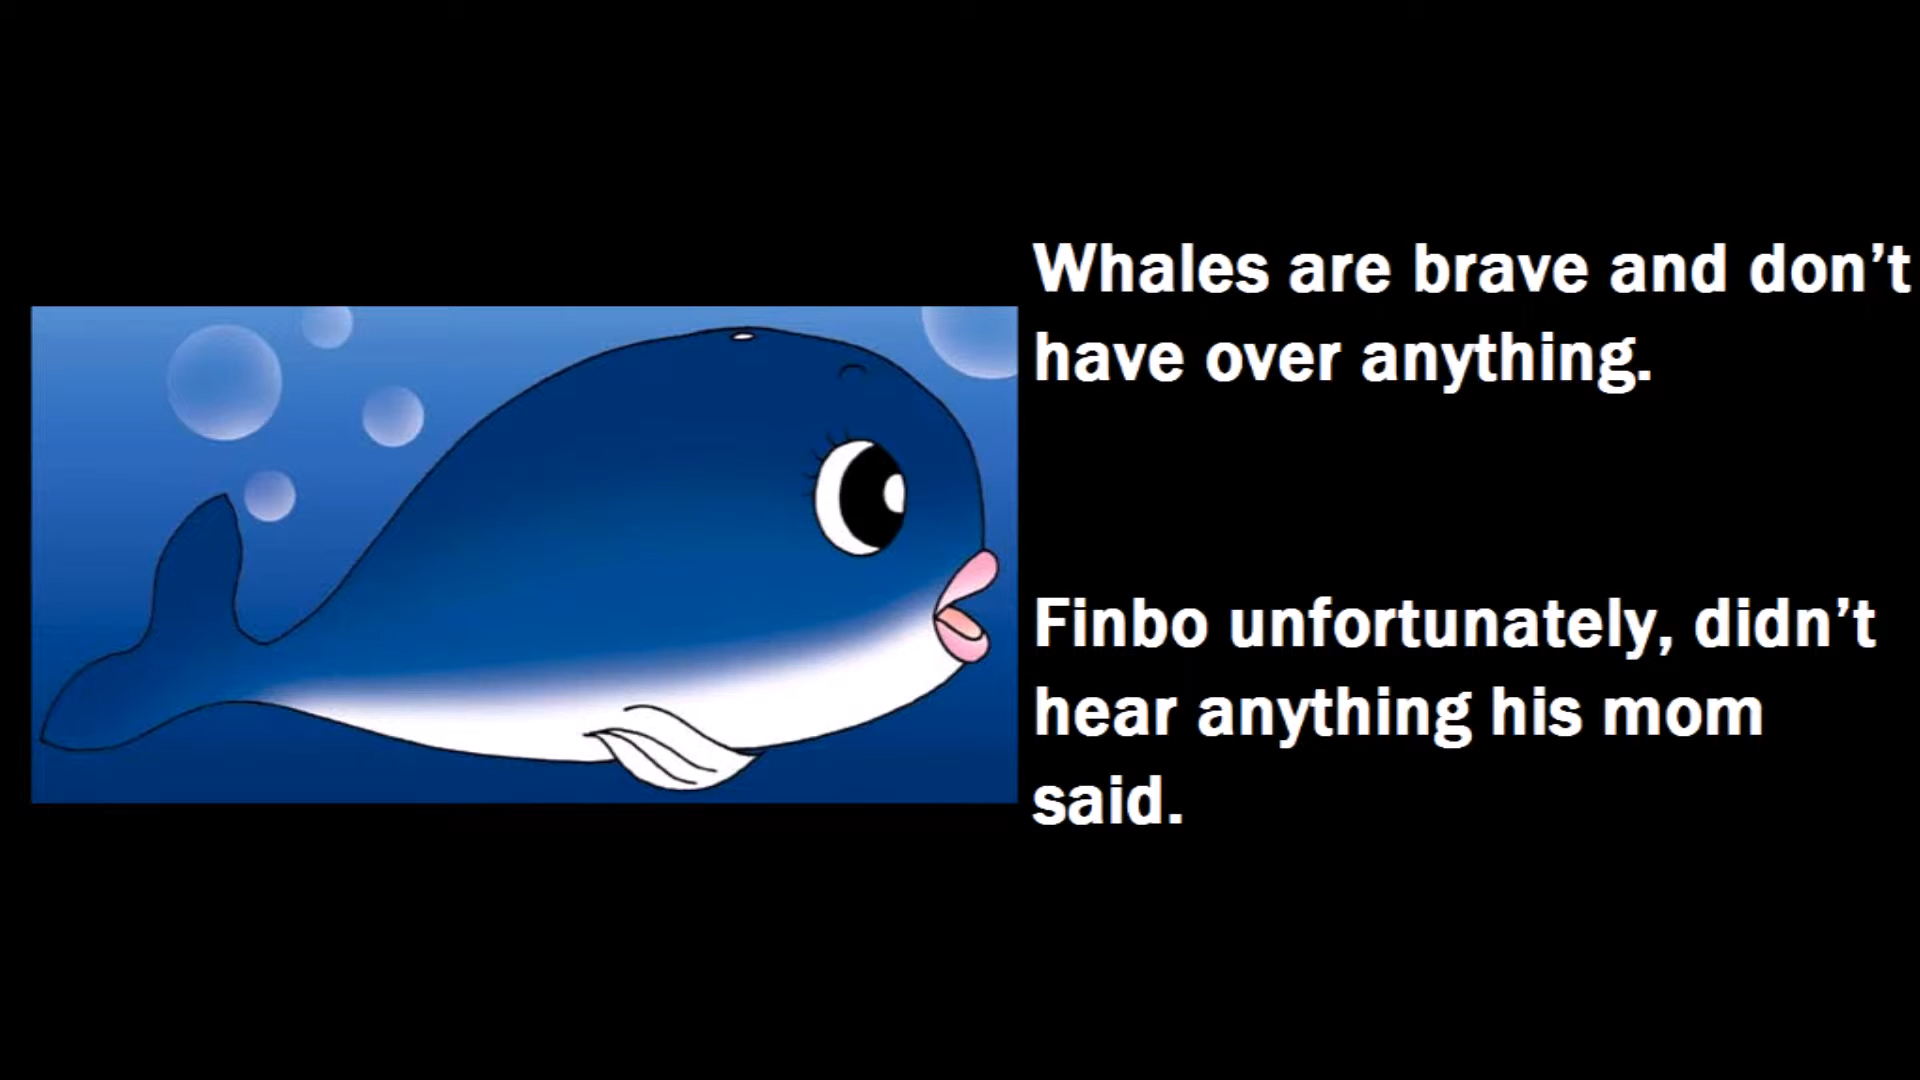 Whales are brave and don’t
have over anything.
Finbo unfortunately, didn’t
hear anything his mom
said.